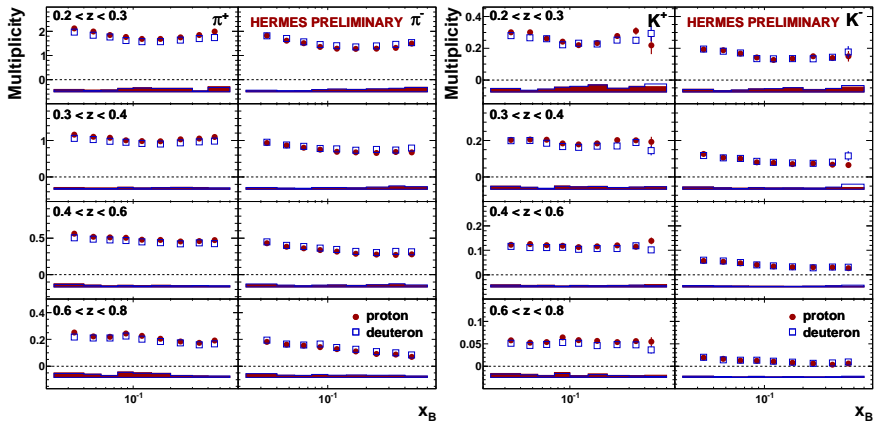 0.2 < z < 0.3 π⁺ HERMES PRELIMINARY π⁻
Multiplicity
2
1
0
0.3 < z < 0.4
1
0
0.4 < z < 0.6
0.5
0
0.6 < z < 0.8
proton
deuteron
0.4
0.2
0
10⁻¹ 10⁻¹
x_B
0.2 < z < 0.3 K⁺ HERMES PRELIMINARY K⁻
Multiplicity
0.4
0.2
0
0.3 < z < 0.4
0.4
0.2
0
0.4 < z < 0.6
0.2
0.1
0
0.6 < z < 0.8
proton
deuteron
0.1
0.05
0
10⁻¹ 10⁻¹
x_B